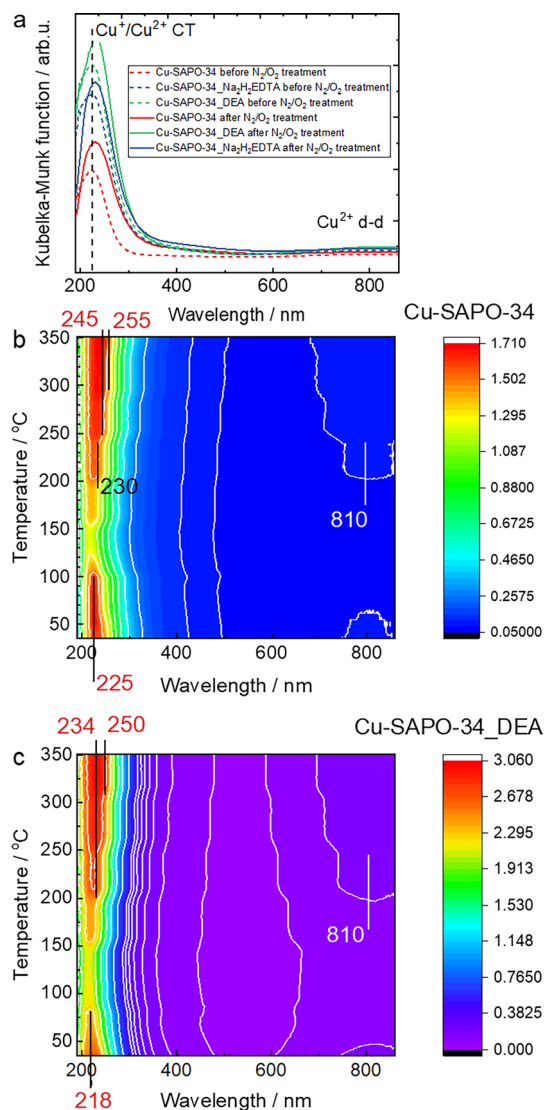 a
Cu⁺/Cu²⁺ CT
Kubelka-Munk function / arb.u.
Cu-SAPO-34 before N₂/O₂ treatment
Cu-SAPO-34_Na₂H₂EDTA before N₂/O₂ treatment
Cu-SAPO-34_DEA before N₂/O₂ treatment
Cu-SAPO-34 after N₂/O₂ treatment
Cu-SAPO-34_DEA after N₂/O₂ treatment
Cu-SAPO-34_Na₂H₂EDTA after N₂/O₂ treatment
Cu²⁺ d-d
200 400 600 800
Wavelength / nm
Cu-SAPO-34
245 255
b
Temperature / °C
350
300
250
200
150
100
50
230
810
1.710
1.502
1.295
1.087
0.8800
0.6725
0.4650
0.2575
0.05000
200 400 600 800
225
Wavelength / nm
234 250
Cu-SAPO-34_DEA
c
Temperature / °C
350
300
250
200
150
100
50
810
3.060
2.678
2.295
1.913
1.530
1.148
0.7650
0.3825
0.000
200 400 600 800
218
Wavelength / nm